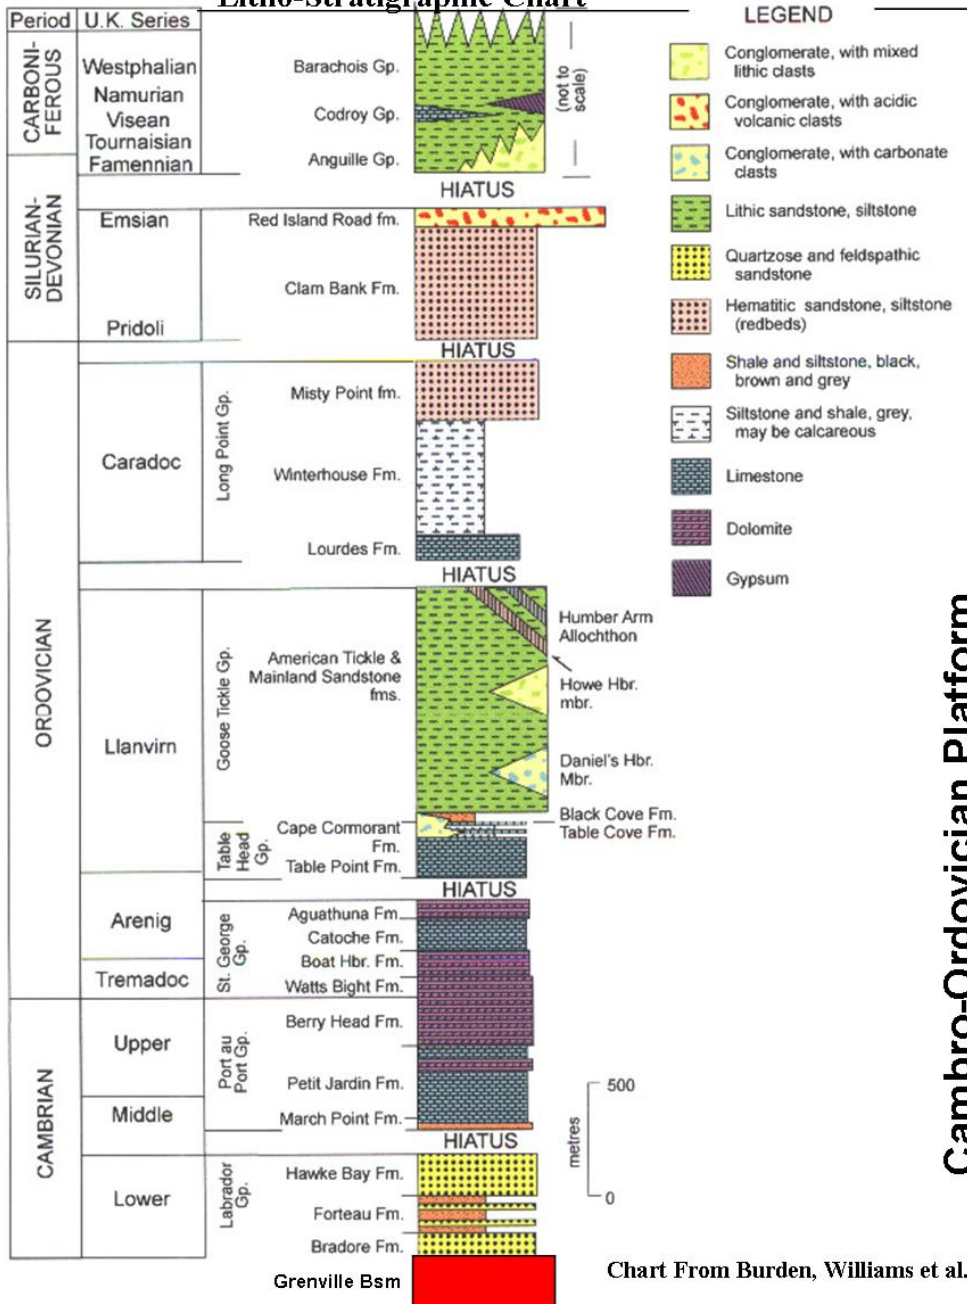 Litho-Stratigraphic Chart
Period
U.K. Series
CARBONI-
FEROUS
Westphalian
Namurian
Visean
Tournaisian
Famennian
Barachois Gp.
Codroy Gp.
Anguille Gp.
(not to
scale)
HIATUS
SILURIAN-
DEVONIAN
Emsian
Pridoli
Red Island Road fm.
Clam Bank Fm.
HIATUS
ORDOVICIAN
Caradoc
Long Point Gp.
Misty Point fm.
Winterhouse Fm.
Lourdes Fm.
HIATUS
Llanvirn
Goose Tickle Gp.
American Tickle &
Mainland Sandstone
fms.
Humber Arm
Allochthon
Howe Hbr.
mbr.
Daniel's Hbr.
Mbr.
Black Cove Fm.
Table Cove Fm.
Table
Head
Gp.
Cape Cormorant
Fm.
Table Point Fm.
HIATUS
Arenig
Tremadoc
St. George
Gp.
Aguathuna Fm.
Catoche Fm.
Boat Hbr. Fm.
Watts Bight Fm.
CAMBRIAN
Upper
Middle
Lower
Port au
Port Gp.
Berry Head Fm.
Petit Jardin Fm.
March Point Fm.
HIATUS
Labrador
Gp.
Hawke Bay Fm.
Forteau Fm.
Bradore Fm.
Grenville Bsm
500
metres
0
LEGEND
Conglomerate, with mixed
lithic clasts
Conglomerate, with acidic
volcanic clasts
Conglomerate, with carbonate
clasts
Lithic sandstone, siltstone
Quartzose and feldspathic
sandstone
Hematitic sandstone, siltstone
(redbeds)
Shale and siltstone, black,
brown and grey
Siltstone and shale, grey,
may be calcareous
Limestone
Dolomite
Gypsum
Cambro-Ordovician Platform
Chart From Burden, Williams et al.